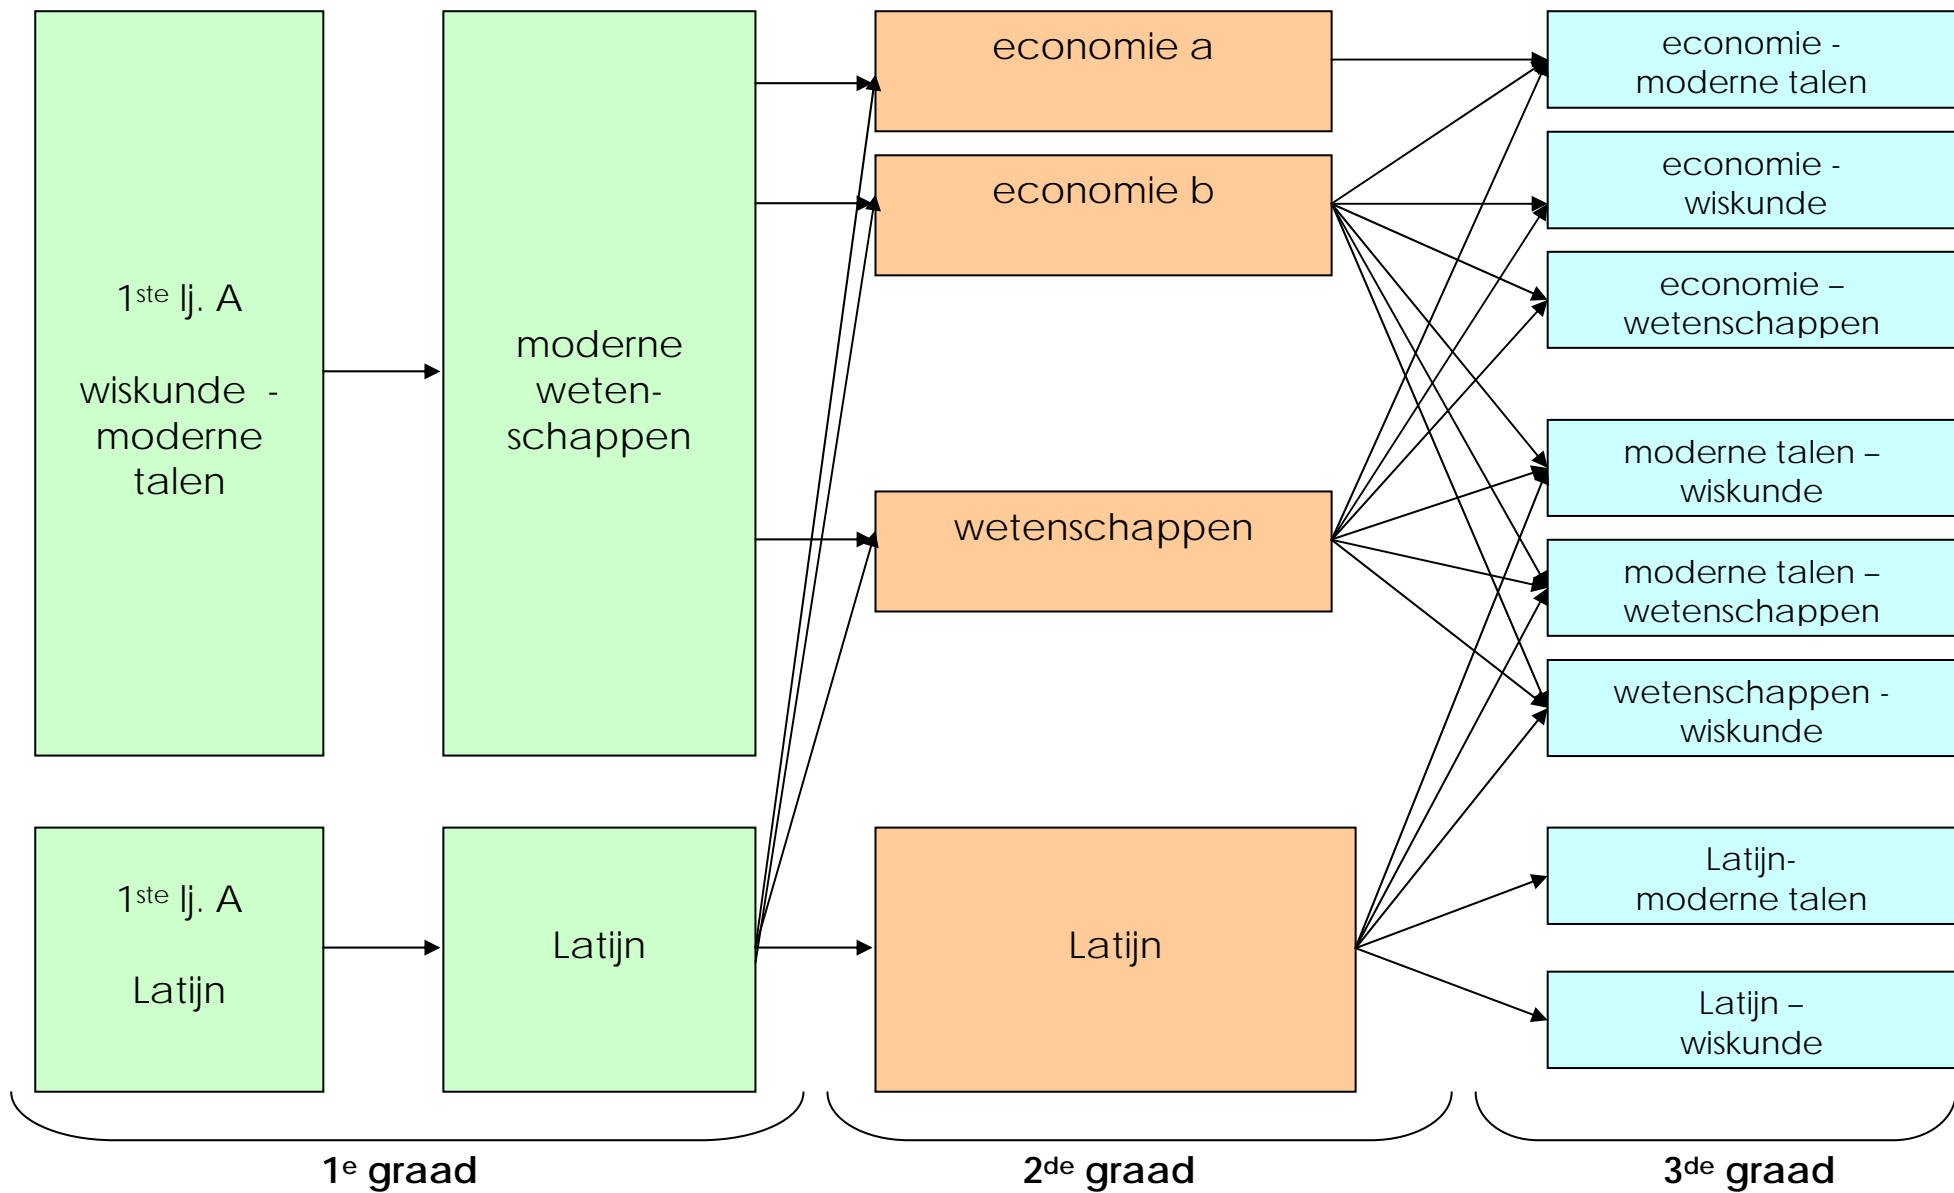 1ste lj. A
wiskunde -
moderne
talen
moderne
weten-
schappen
economie a
economie b
wetenschappen
economie -
moderne talen
economie -
wiskunde
economie –
wetenschappen
moderne talen –
wiskunde
moderne talen –
wetenschappen
wetenschappen -
wiskunde
1ste lj. A
Latijn
Latijn
Latijn
Latijn-
moderne talen
Latijn –
wiskunde
1e graad
2de graad
3de graad